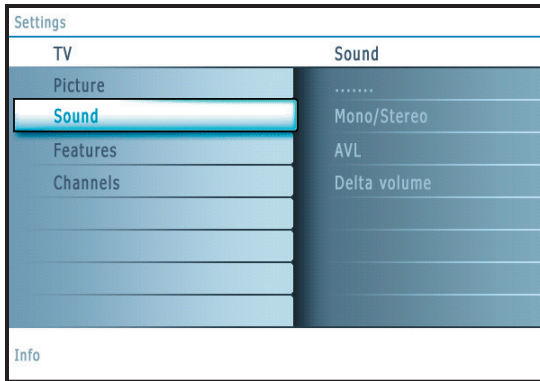 Settings
TV
Sound
Picture
.......
Sound
Mono/Stereo
Features
AVL
Channels
Delta volume
Info